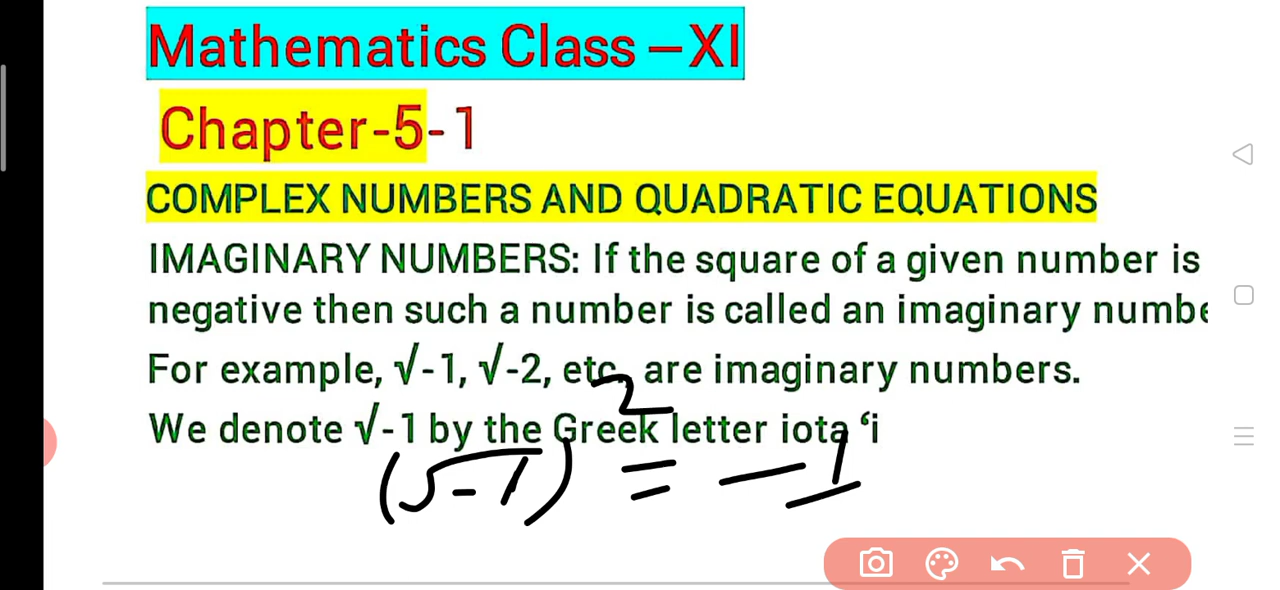 Mathematics Class – XI
Chapter-5-1
COMPLEX NUMBERS AND QUADRATIC EQUATIONS
IMAGINARY NUMBERS: If the square of a given number is
negative then such a number is called an imaginary numbe
For example, √-1, √-2, etc, are imaginary numbers.
We denote √-1 by the Greek letter iota ‘i
(√-1)² = -1